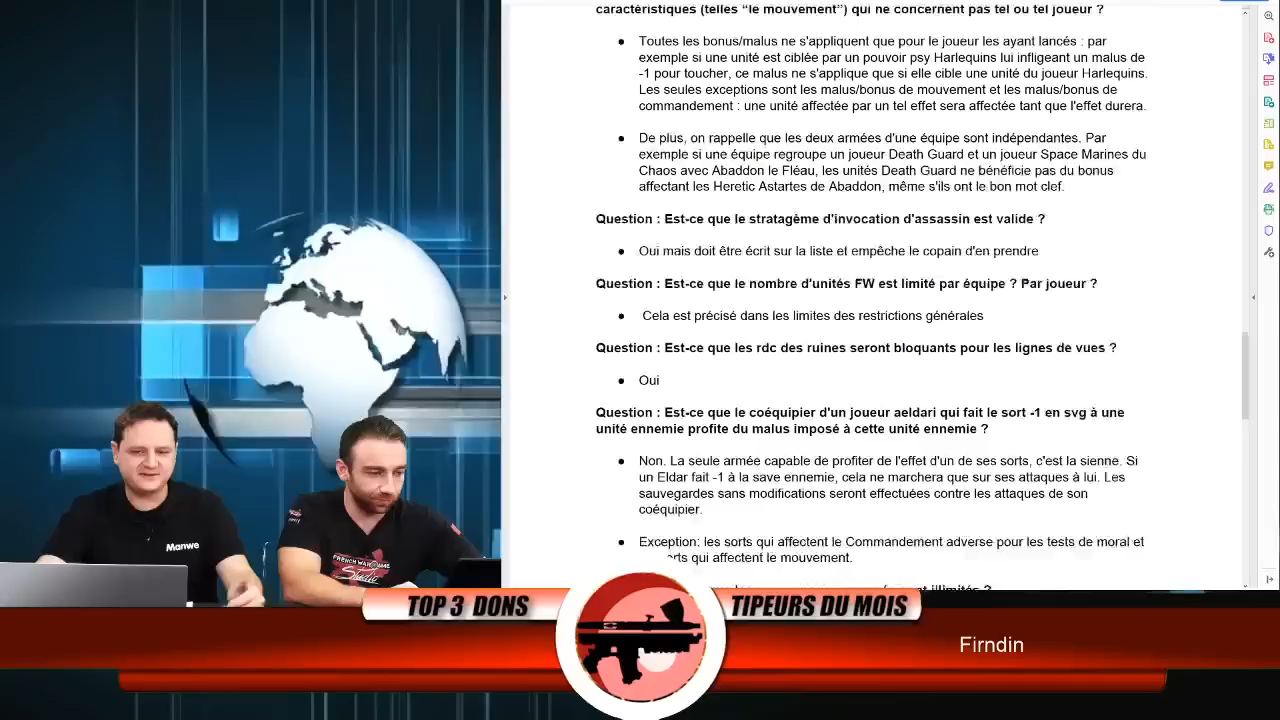 caractéristiques (telles “le mouvement”) qui ne concernent pas tel ou tel joueur ?
● Toutes les bonus/malus ne s'appliquent que pour le joueur les ayant lancés : par
exemple si une unité est ciblée par un pouvoir psy Harlequins lui infligeant un malus de
-1 pour toucher, ce malus ne s'applique que si elle cible une unité du joueur Harlequins.
Les seules exceptions sont les malus/bonus de mouvement et les malus/bonus de
commandement : une unité affectée par un tel effet sera affectée tant que l'effet durera.
● De plus, on rappelle que les deux armées d'une équipe sont indépendantes. Par
exemple si une équipe regroupe un joueur Death Guard et un joueur Space Marines du
Chaos avec Abaddon le Fléau, les unités Death Guard ne bénéficie pas du bonus
affectant les Heretic Astartes de Abaddon, même s'ils ont le bon mot clef.
Question : Est-ce que le stratagème d'invocation d'assassin est valide ?
● Oui mais doit être écrit sur la liste et empêche le copain d'en prendre
Question : Est-ce que le nombre d'unités FW est limité par équipe ? Par joueur ?
● Cela est précisé dans les limites des restrictions générales
Question : Est-ce que les rdc des ruines seront bloquants pour les lignes de vues ?
● Oui
Question : Est-ce que le coéquipier d'un joueur aeldari qui fait le sort -1 en svg à une
unité ennemie profite du malus imposé à cette unité ennemie ?
● Non. La seule armée capable de profiter de l'effet d'un de ses sorts, c'est la sienne. Si
un Eldar fait -1 à la save ennemie, cela ne marchera que sur ses attaques à lui. Les
sauvegardes sans modifications seront effectuées contre les attaques de son
coéquipier.
● Exception: les sorts qui affectent le Commandement adverse pour les tests de moral et
qui affectent le mouvement.
Manwe
FRENCH WARGAME
Studio
TOP 3 DONS
TIPEURS DU MOIS
Firndin